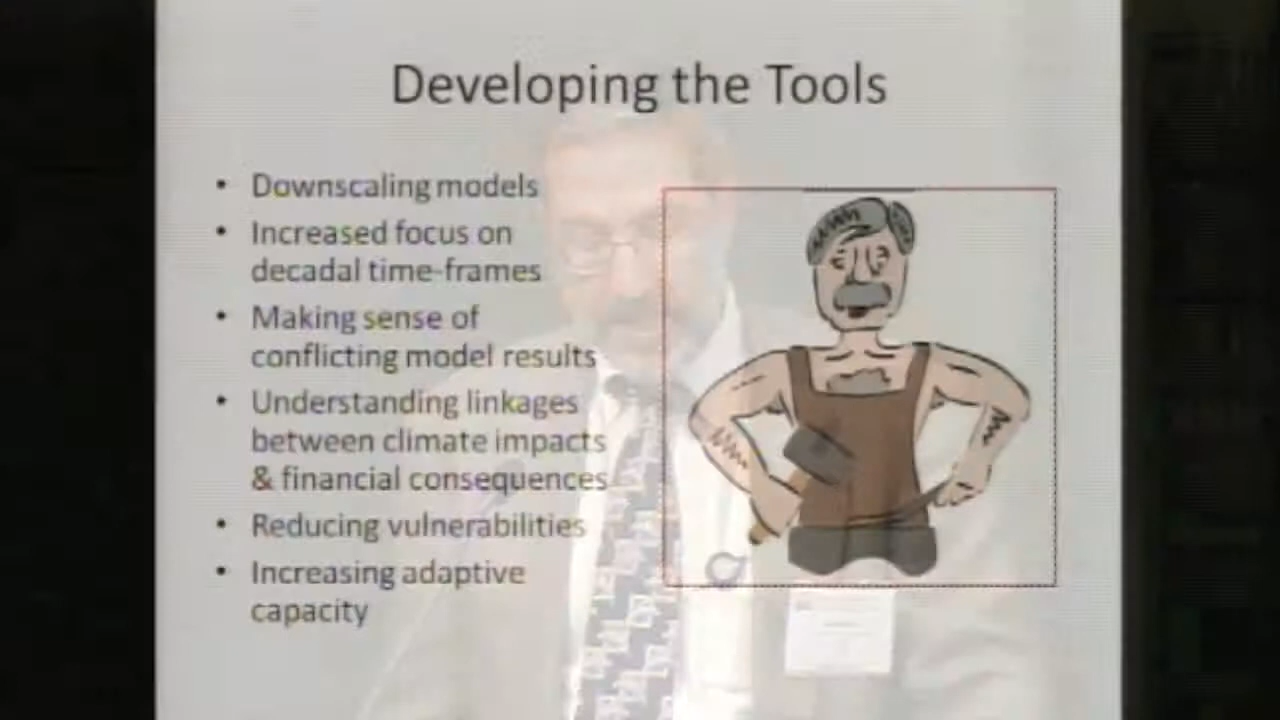 Developing the Tools
• Downscaling models
• Increased focus on
decadal time-frames
• Making sense of
conflicting model results
• Understanding linkages
between climate impacts
& financial consequences
• Reducing vulnerabilities
• Increasing adaptive
capacity